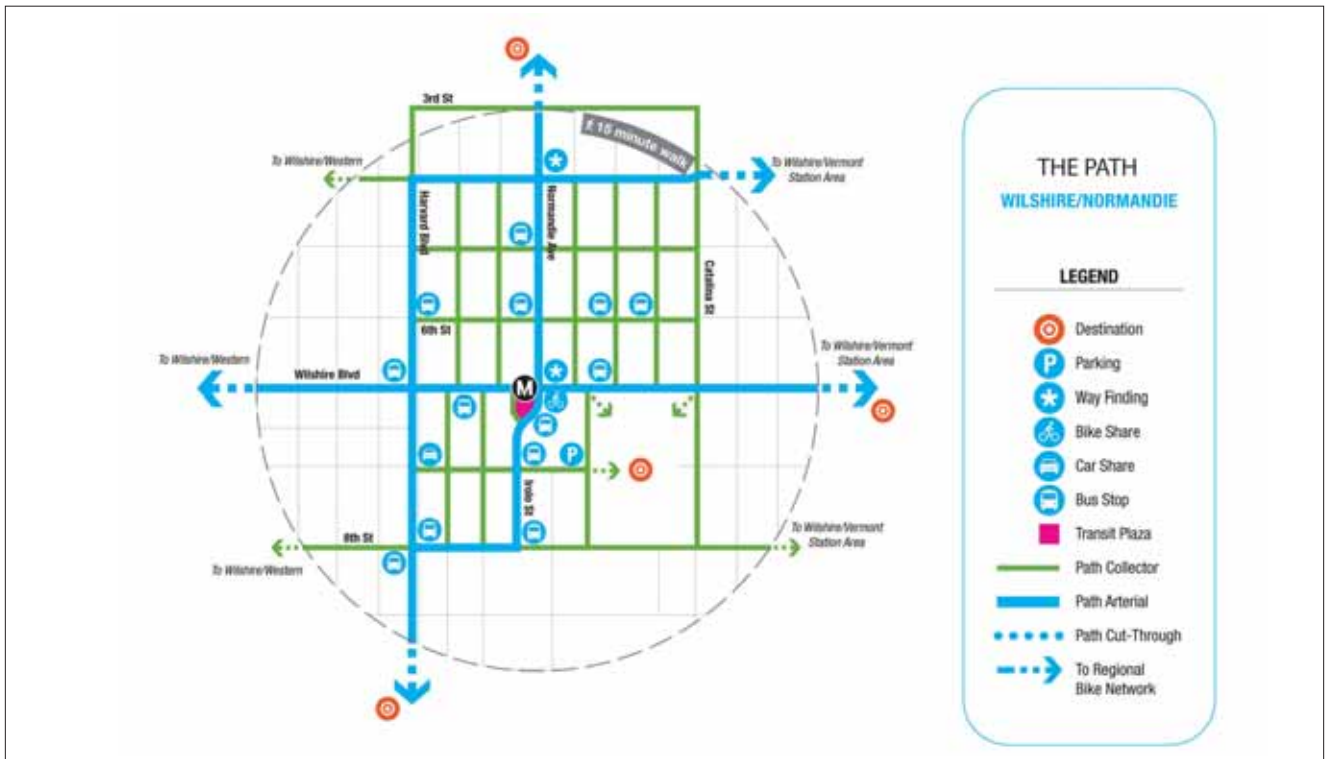 3rd St
± 15 minute walk
To Wilshire/Western
To Wilshire/Vermont
Station Area
Harvard Blvd
Normandie Ave
Catalina St
6th St
To Wilshire/Western
To Wilshire/Vermont
Station Area
Wilshire Blvd
M
P
Irolo St
8th St
To Wilshire/Western
To Wilshire/Vermont
Station Area
THE PATH
WILSHIRE/NORMANDIE
LEGEND
Destination
P
Parking
Way Finding
Bike Share
Car Share
Bus Stop
Transit Plaza
Path Collector
Path Arterial
Path Cut-Through
To Regional
Bike Network